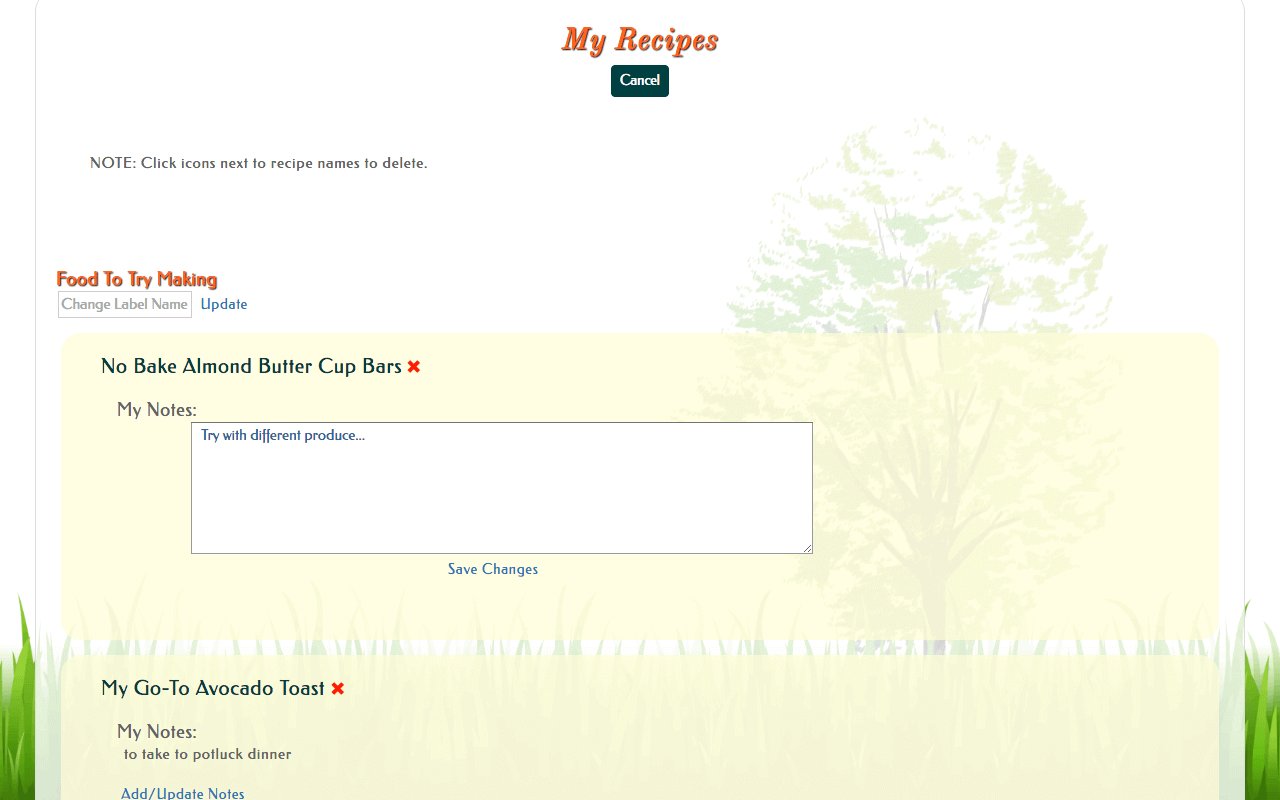 My Recipes
Cancel
NOTE: Click icons next to recipe names to delete.
Food To Try Making
Change Label Name Update
No Bake Almond Butter Cup Bars
My Notes:
Try with different produce...
Save Changes
My Go-To Avocado Toast
My Notes:
to take to potluck dinner
Add/Update Notes